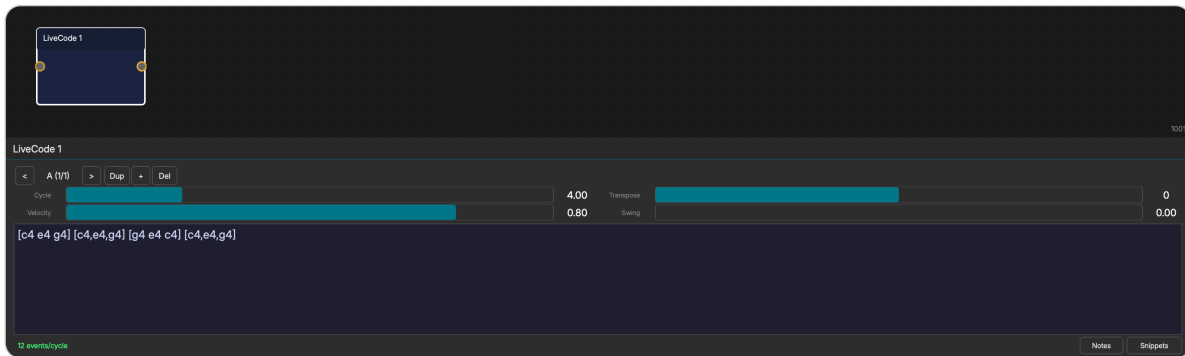 LiveCode 1
100%
LiveCode 1
< A (1/1) > Dup + Del
Cycle 4.00 Transpose 0
Velocity 0.80 Swing 0.00
[c4 e4 g4] [c4,e4,g4] [g4 e4 c4] [c4,e4,g4]
12 events/cycle Notes Snippets